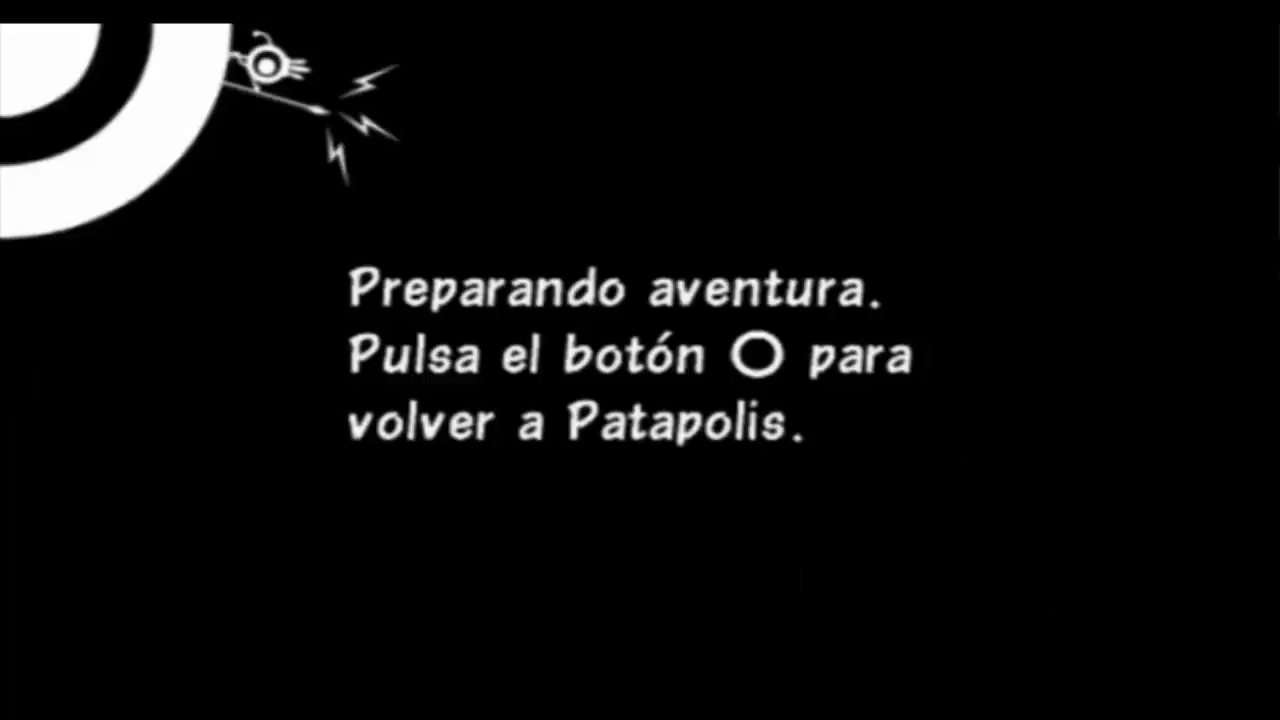 Preparando aventura.
Pulsa el botón O para
volver a Patapolis.